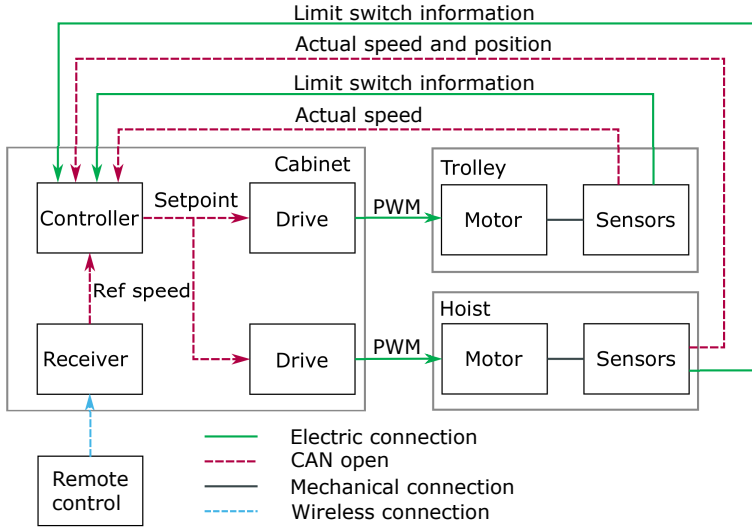 Limit switch information
Actual speed and position
Limit switch information
Actual speed
Cabinet
Trolley
Controller
Setpoint
Drive
PWM
Motor
Sensors
Ref speed
Hoist
Receiver
Drive
PWM
Motor
Sensors
Remote
control
Electric connection
CAN open
Mechanical connection
Wireless connection